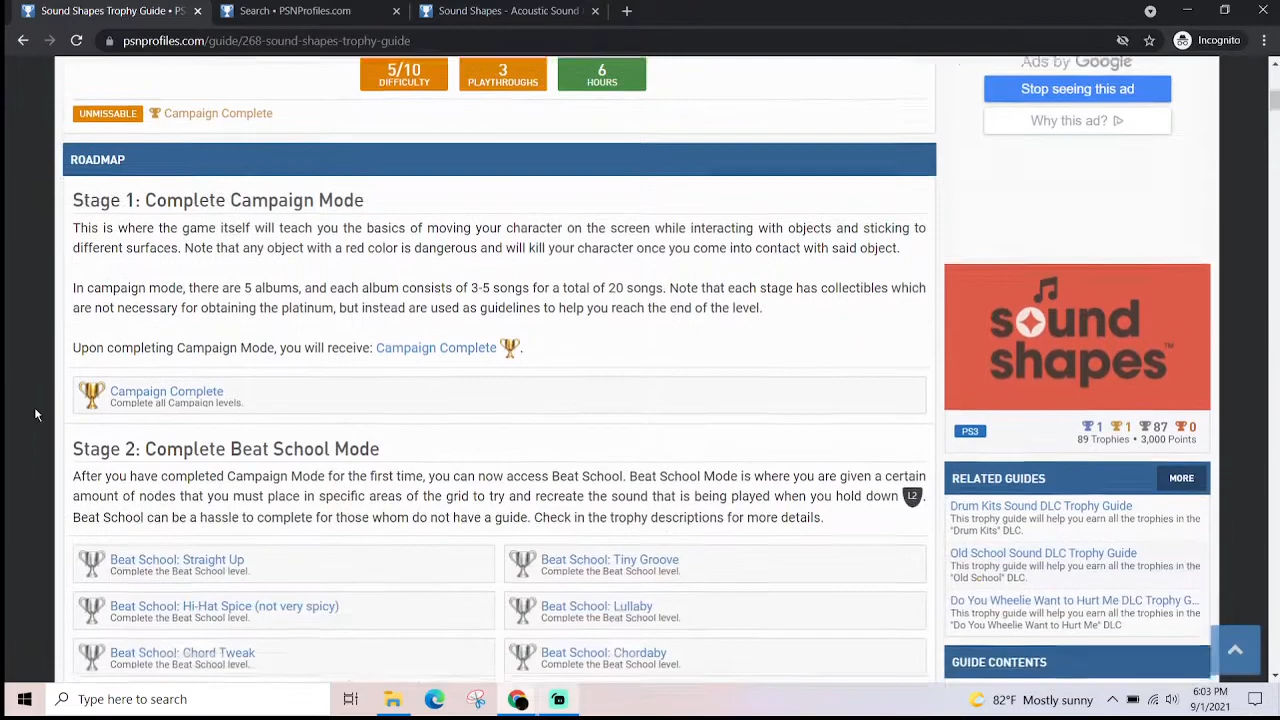 Sound Shapes Trophy Guide • PS
Search • PSNProfiles.com
Sound Shapes - Acoustic Sound
psnprofiles.com/guide/268-sound-shapes-trophy-guide
Incognito
5/10
DIFFICULTY
3
PLAYTHROUGHS
6
HOURS
UNMISSABLE
Campaign Complete
ROADMAP
Stage 1: Complete Campaign Mode
This is where the game itself will teach you the basics of moving your character on the screen while interacting with objects and sticking to
different surfaces. Note that any object with a red color is dangerous and will kill your character once you come into contact with said object.
In campaign mode, there are 5 albums, and each album consists of 3-5 songs for a total of 20 songs. Note that each stage has collectibles which
are not necessary for obtaining the platinum, but instead are used as guidelines to help you reach the end of the level.
Upon completing Campaign Mode, you will receive: Campaign Complete .
Campaign Complete
Complete all Campaign levels.
Stage 2: Complete Beat School Mode
After you have completed Campaign Mode for the first time, you can now access Beat School. Beat School Mode is where you are given a certain
amount of nodes that you must place in specific areas of the grid to try and recreate the sound that is being played when you hold down L2 .
Beat School can be a hassle to complete for those whom do not have a guide. Check in the trophy descriptions for more details.
Beat School: Straight Up
Complete the Beat School level.
Beat School: Tiny Groove
Complete the Beat School level.
Beat School: Hi-Hat Spice (not very spicy)
Complete the Beat School level.
Beat School: Lullaby
Complete the Beat School level.
Beat School: Chord Tweak
Complete the Beat School level.
Beat School: Chordaby
Complete the Beat School level.
Ads by Google
Stop seeing this ad
Why this ad?
sound
shapes™
PS3
1 1 87 0
89 Trophies • 3,000 Points
RELATED GUIDES
MORE
Drum Kits Sound DLC Trophy Guide
This trophy guide will help you earn all the trophies in the
"Drum Kits" DLC.
Old School Sound DLC Trophy Guide
This trophy guide will help you earn all the trophies in the
"Old School" DLC.
Do You Wheelie Want to Hurt Me DLC Trophy G...
This trophy guide will help you earn all the trophies in the
"Do You Wheelie Want to Hurt Me" DLC
GUIDE CONTENTS
Type here to search
82°F Mostly sunny
6:03 PM
9/1/2021